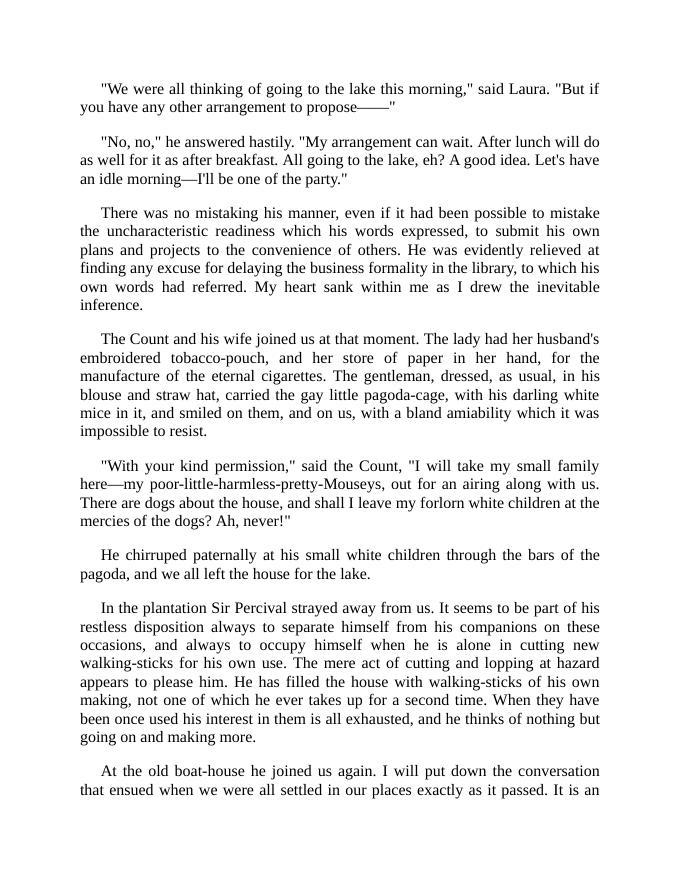 "We were all thinking of going to the lake this morning," said Laura. "But if
you have any other arrangement to propose——"
"No, no," he answered hastily. "My arrangement can wait. After lunch will do
as well for it as after breakfast. All going to the lake, eh? A good idea. Let's have
an idle morning—I'll be one of the party."
There was no mistaking his manner, even if it had been possible to mistake
the uncharacteristic readiness which his words expressed, to submit his own
plans and projects to the convenience of others. He was evidently relieved at
finding any excuse for delaying the business formality in the library, to which his
own words had referred. My heart sank within me as I drew the inevitable
inference.
The Count and his wife joined us at that moment. The lady had her husband's
embroidered tobacco-pouch, and her store of paper in her hand, for the
manufacture of the eternal cigarettes. The gentleman, dressed, as usual, in his
blouse and straw hat, carried the gay little pagoda-cage, with his darling white
mice in it, and smiled on them, and on us, with a bland amiability which it was
impossible to resist.
"With your kind permission," said the Count, "I will take my small family
here—my poor-little-harmless-pretty-Mouseys, out for an airing along with us.
There are dogs about the house, and shall I leave my forlorn white children at the
mercies of the dogs? Ah, never!"
He chirruped paternally at his small white children through the bars of the
pagoda, and we all left the house for the lake.
In the plantation Sir Percival strayed away from us. It seems to be part of his
restless disposition always to separate himself from his companions on these
occasions, and always to occupy himself when he is alone in cutting new
walking-sticks for his own use. The mere act of cutting and lopping at hazard
appears to please him. He has filled the house with walking-sticks of his own
making, not one of which he ever takes up for a second time. When they have
been once used his interest in them is all exhausted, and he thinks of nothing but
going on and making more.
At the old boat-house he joined us again. I will put down the conversation
that ensued when we were all settled in our places exactly as it passed. It is an